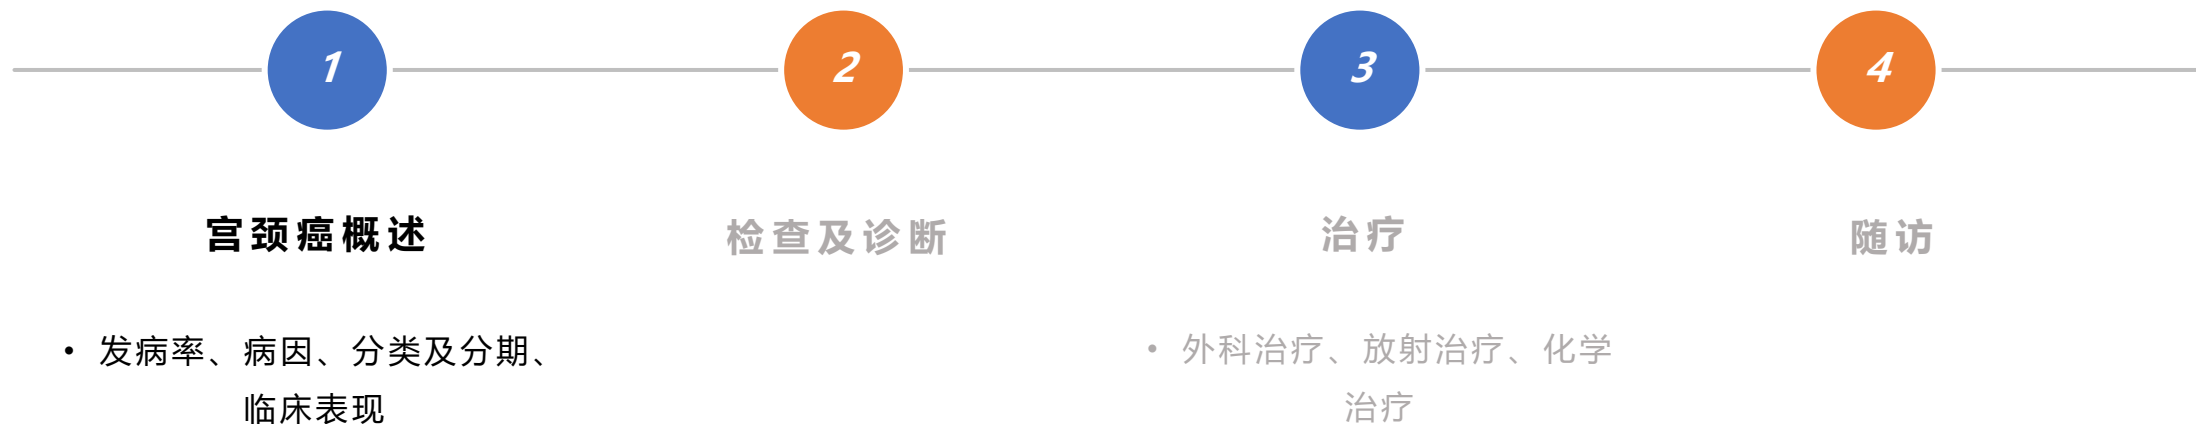 1
2
3
4
宫颈癌概述
检查及诊断
治疗
随访
• 发病率、病因、分类及分期、
临床表现
• 外科治疗、放射治疗、化学
治疗